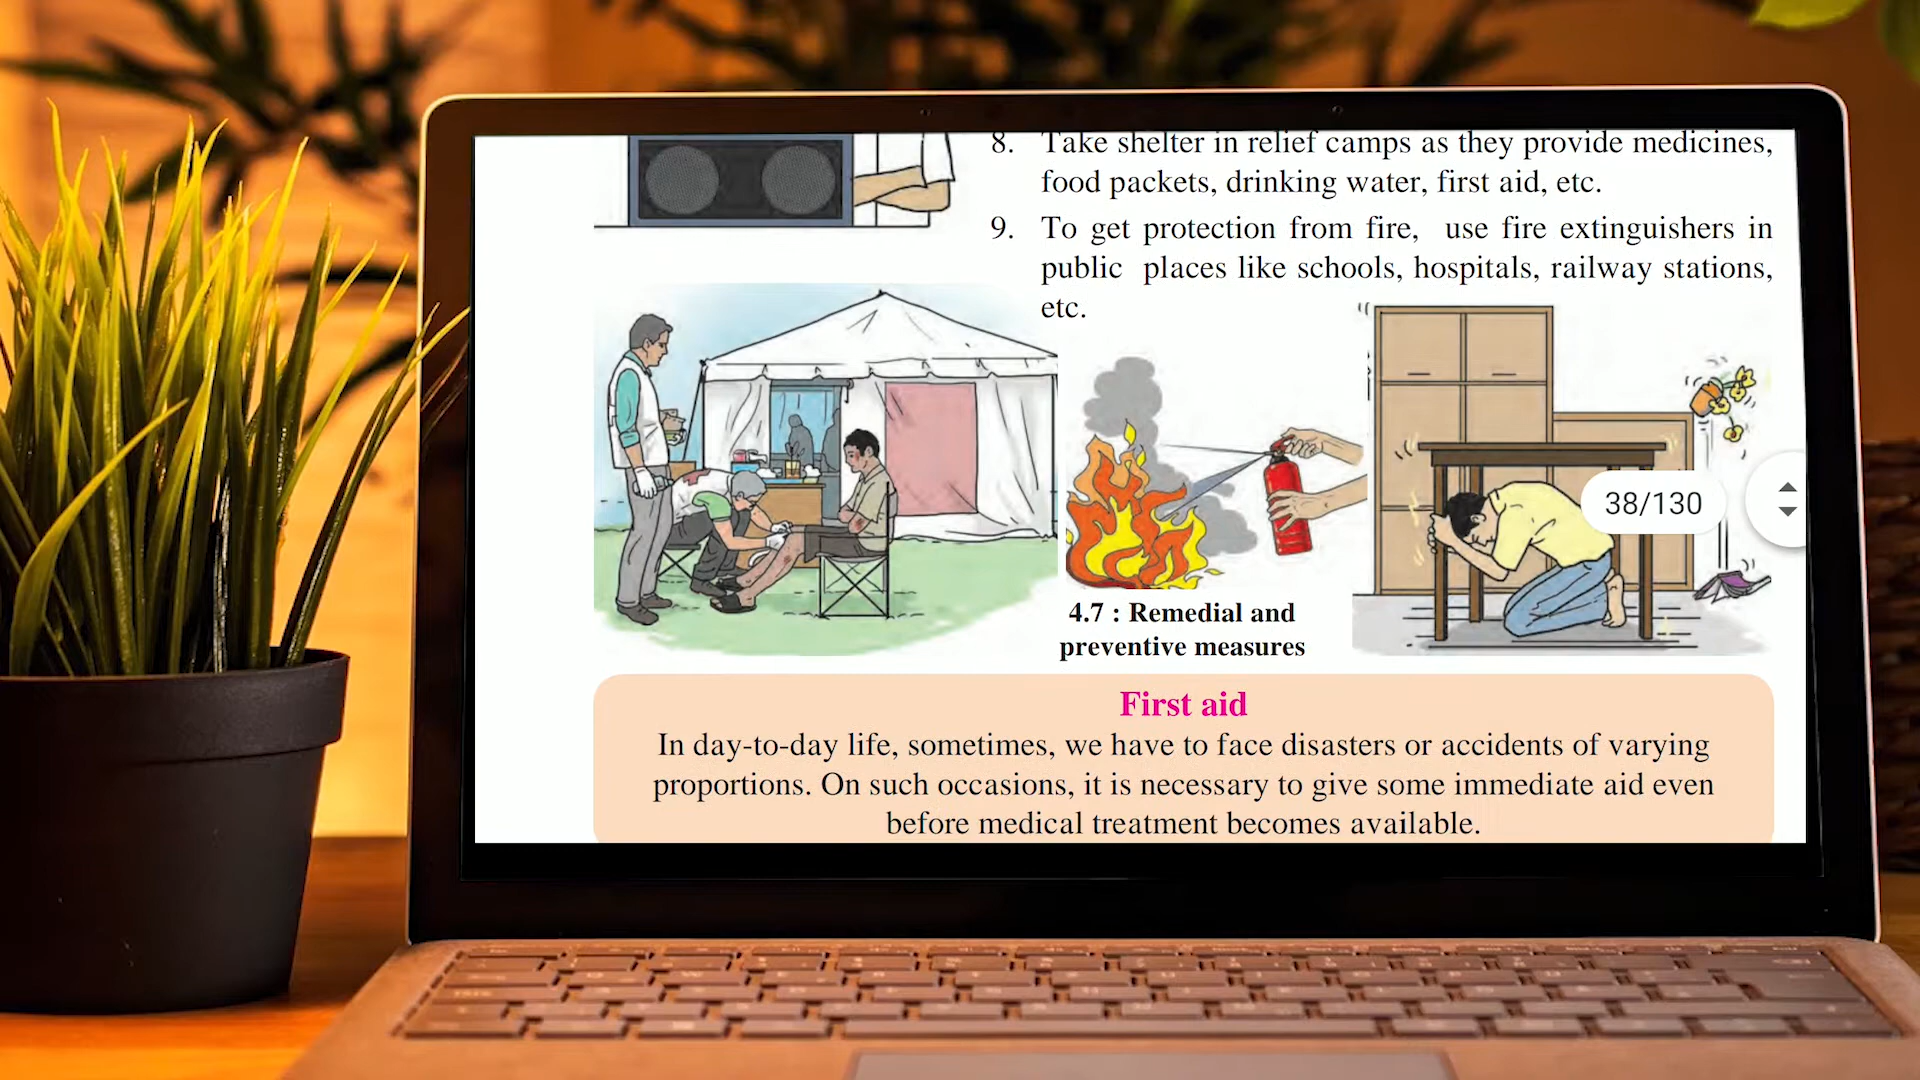 8. Take shelter in relief camps as they provide medicines,
food packets, drinking water, first aid, etc.
9. To get protection from fire, use fire extinguishers in
public places like schools, hospitals, railway stations,
etc.
38/130
4.7 : Remedial and
preventive measures
First aid
In day-to-day life, sometimes, we have to face disasters or accidents of varying
proportions. On such occasions, it is necessary to give some immediate aid even
before medical treatment becomes available.